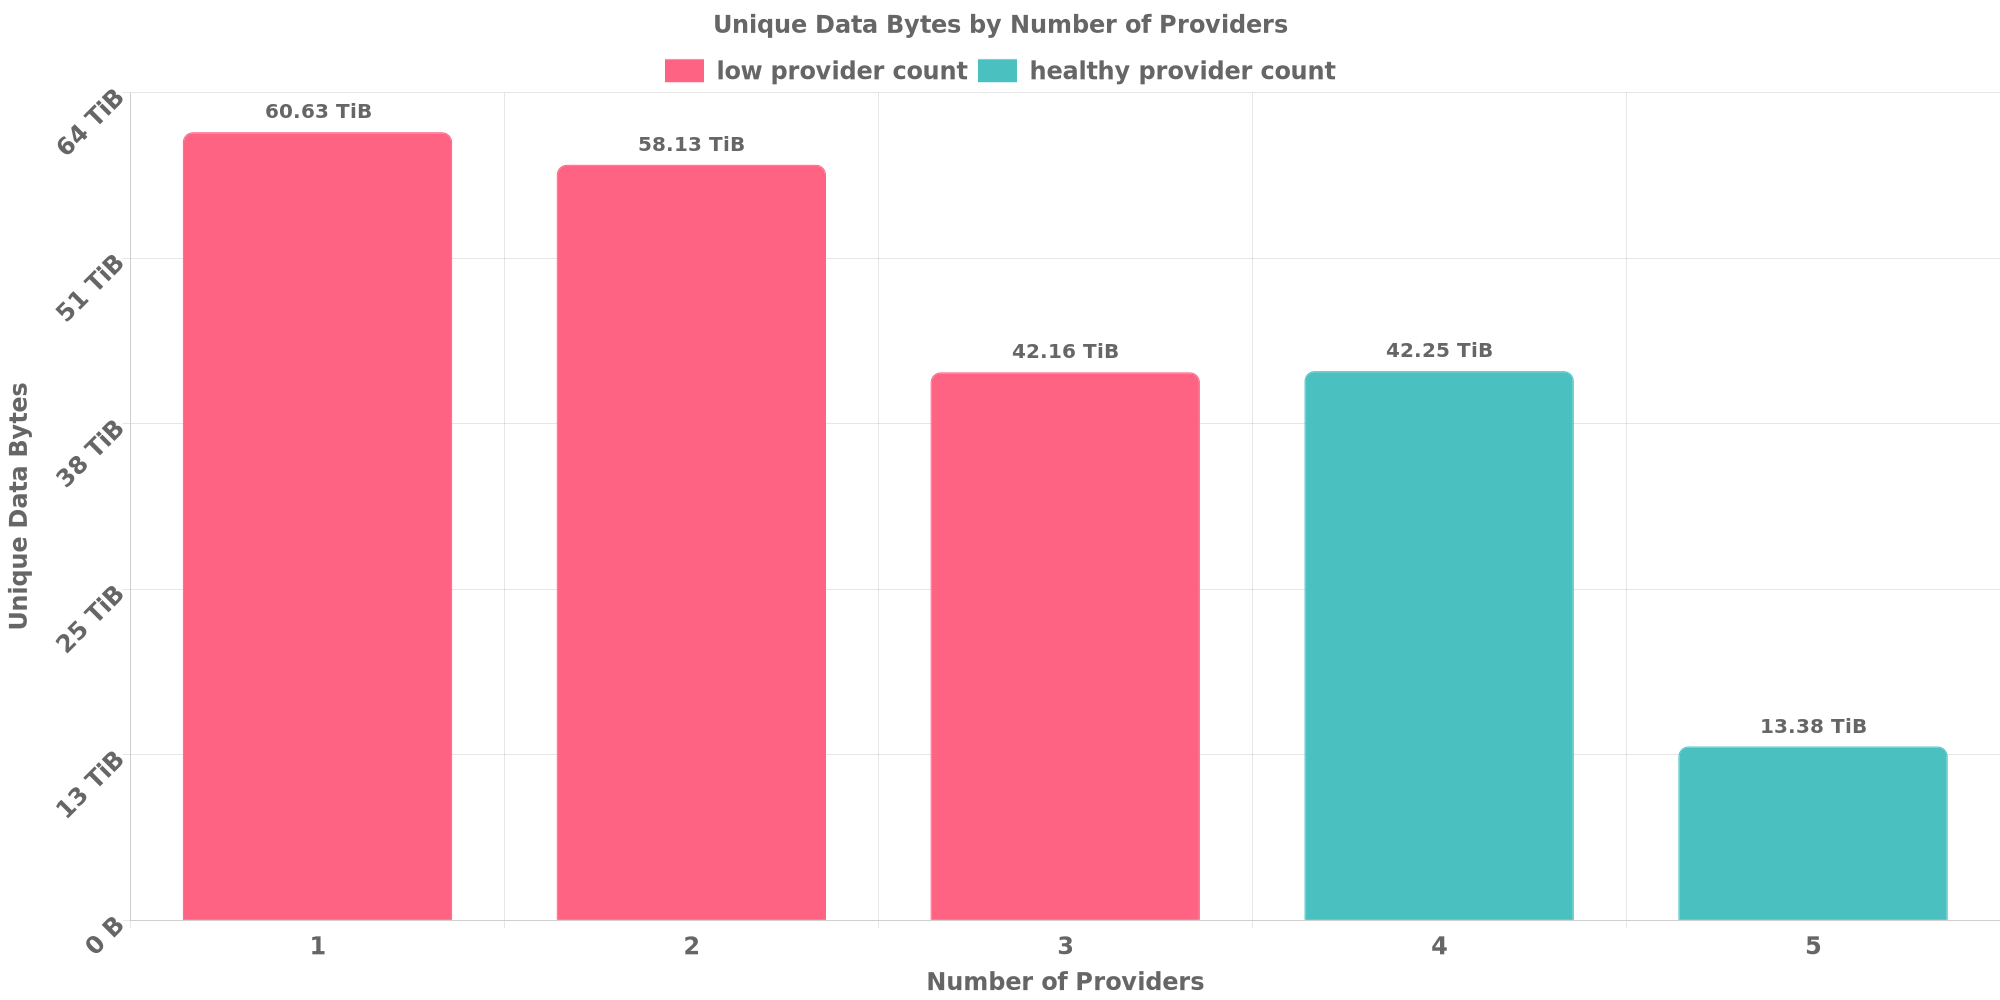 Unique Data Bytes by Number of Providers
low provider count healthy provider count
64 TiB
51 TiB
38 TiB
25 TiB
13 TiB
0 B
Unique Data Bytes
60.63 TiB
58.13 TiB
42.16 TiB
42.25 TiB
13.38 TiB
1 2 3 4 5
Number of Providers